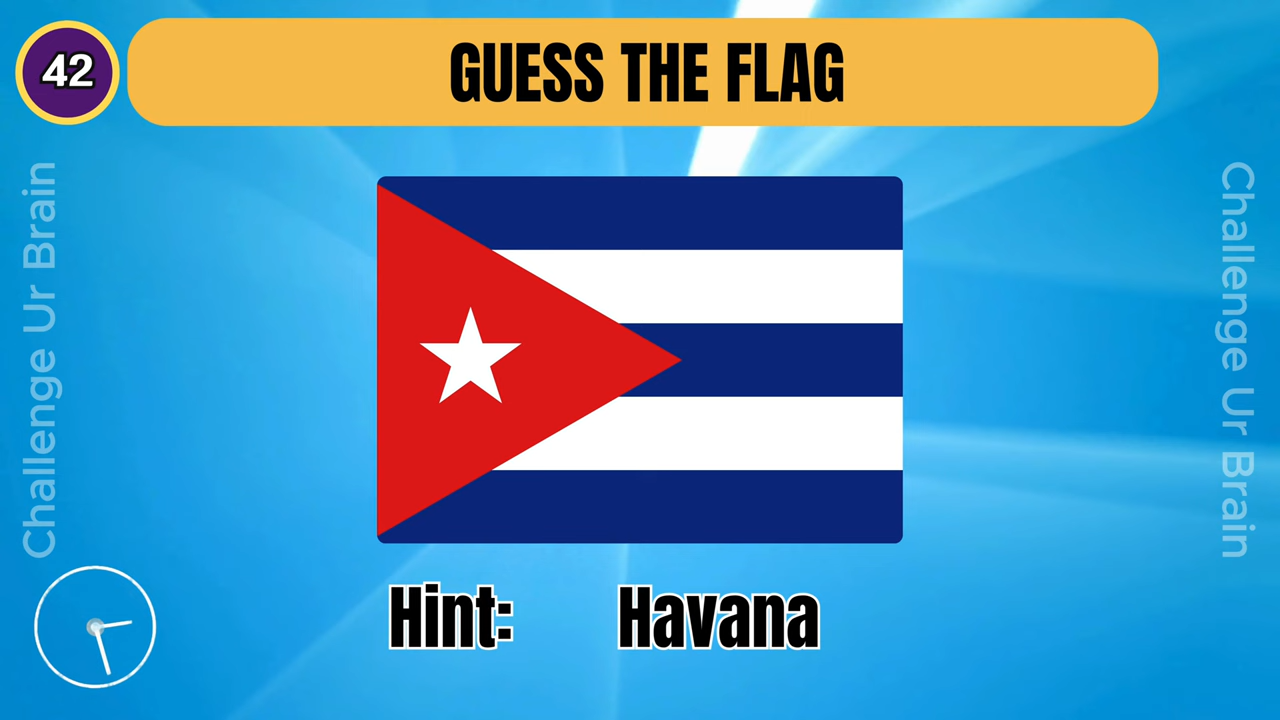 42
GUESS THE FLAG
Challenge Ur Brain
Challenge Ur Brain
Hint: Havana